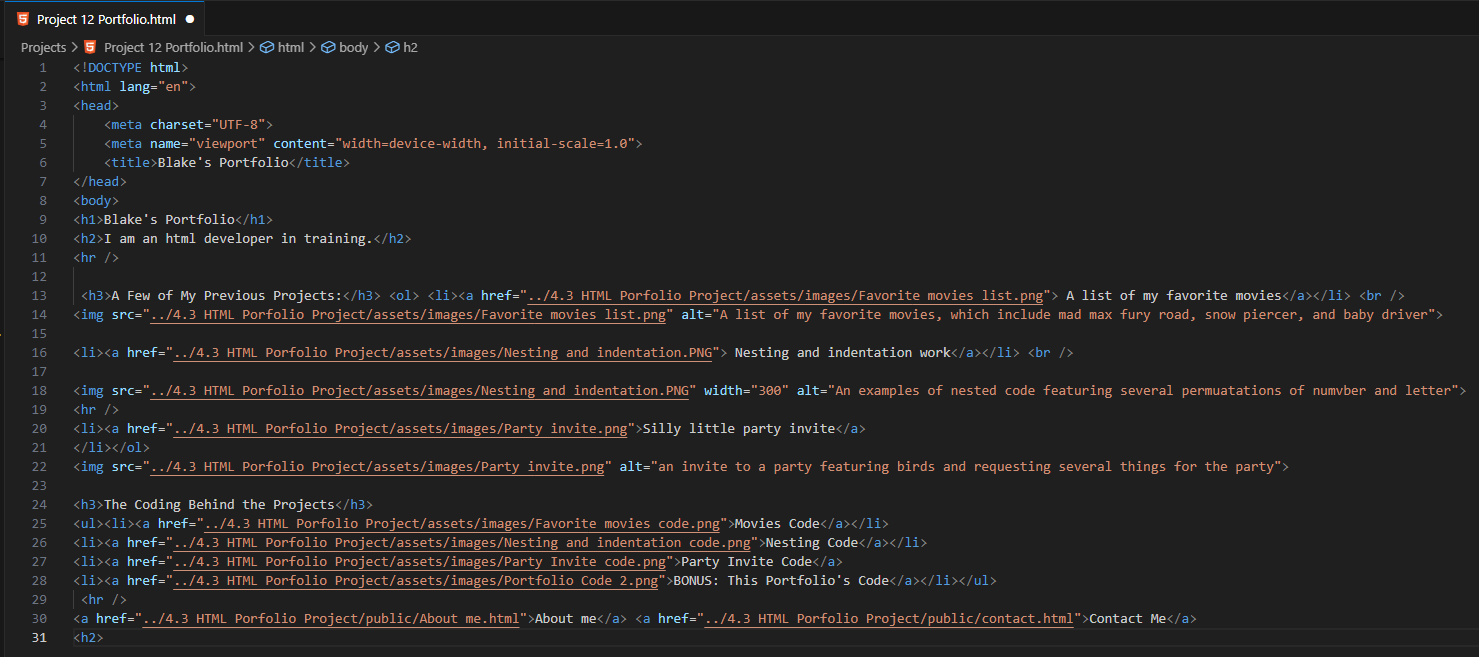 Project 12 Portfolio.html
Projects > Project 12 Portfolio.html > html > body > h2
1 <!DOCTYPE html>
2 <html lang="en">
3 <head>
4 <meta charset="UTF-8">
5 <meta name="viewport" content="width=device-width, initial-scale=1.0">
6 <title>Blake's Portfolio</title>
7 </head>
8 <body>
9 <h1>Blake's Portfolio</h1>
10 <h2>I am an html developer in training.</h2>
11 <hr />
12
13 <h3>A Few of My Previous Projects:</h3> <ol> <li><a href="../4.3 HTML Porfolio Project/assets/images/Favorite movies list.png"> A list of my favorite movies</a></li> <br />
14 <img src="../4.3 HTML Porfolio Project/assets/images/Favorite movies list.png" alt="A list of my favorite movies, which include mad max fury road, snow piercer, and baby driver">
15
16 <li><a href="../4.3 HTML Porfolio Project/assets/images/Nesting and indentation.PNG"> Nesting and indentation work</a></li> <br />
17
18 <img src="../4.3 HTML Porfolio Project/assets/images/Nesting and indentation.PNG" width="300" alt="An examples of nested code featuring several permuatations of numvber and letter">
19 <hr />
20 <li><a href="../4.3 HTML Porfolio Project/assets/images/Party invite.png">Silly little party invite</a>
21 </li></ol>
22 <img src="../4.3 HTML Porfolio Project/assets/images/Party invite.png" alt="an invite to a party featuring birds and requesting several things for the party">
23
24 <h3>The Coding Behind the Projects</h3>
25 <ul><li><a href="../4.3 HTML Porfolio Project/assets/images/Favorite movies code.png">Movies Code</a></li>
26 <li><a href="../4.3 HTML Porfolio Project/assets/images/Nesting and indentation code.png">Nesting Code</a></li>
27 <li><a href="../4.3 HTML Porfolio Project/assets/images/Party Invite code.png">Party Invite Code</a>
28 <li><a href="../4.3 HTML Porfolio Project/assets/images/Portfolio Code 2.png">BONUS: This Portfolio's Code</a></li></ul>
29 <hr />
30 <a href="../4.3 HTML Porfolio Project/public/About me.html">About me</a> <a href="../4.3 HTML Porfolio Project/public/contact.html">Contact Me</a>
31 <h2>